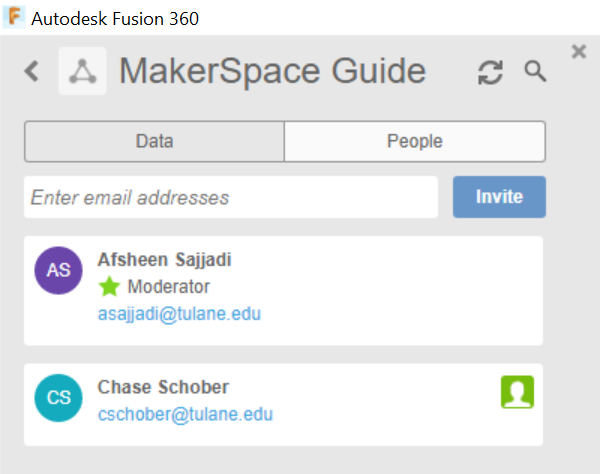 Autodesk Fusion 360
MakerSpace Guide
Data People
Enter email addresses Invite
AS Afsheen Sajjadi
Moderator
asajjadi@tulane.edu
CS Chase Schober
cschober@tulane.edu